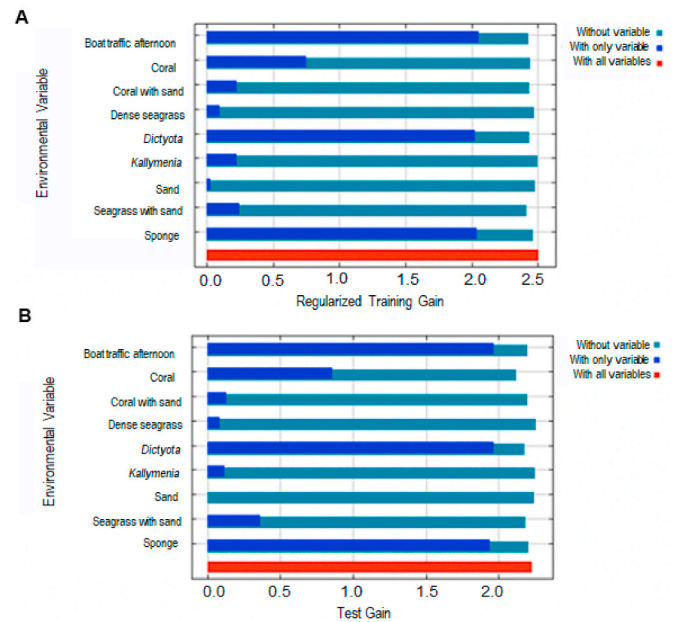 A
Environmental Variable
Boat traffic afternoon
Coral
Coral with sand
Dense seagrass
Dictyota
Kallymenia
Sand
Seagrass with sand
Sponge
Without variable
With only variable
With all variables
0.0 0.5 1.0 1.5 2.0 2.5
Regularized Training Gain
B
Environmental Variable
Boat traffic afternoon
Coral
Coral with sand
Dense seagrass
Dictyota
Kallymenia
Sand
Seagrass with sand
Sponge
Without variable
With only variable
With all variables
0.0 0.5 1.0 1.5 2.0
Test Gain